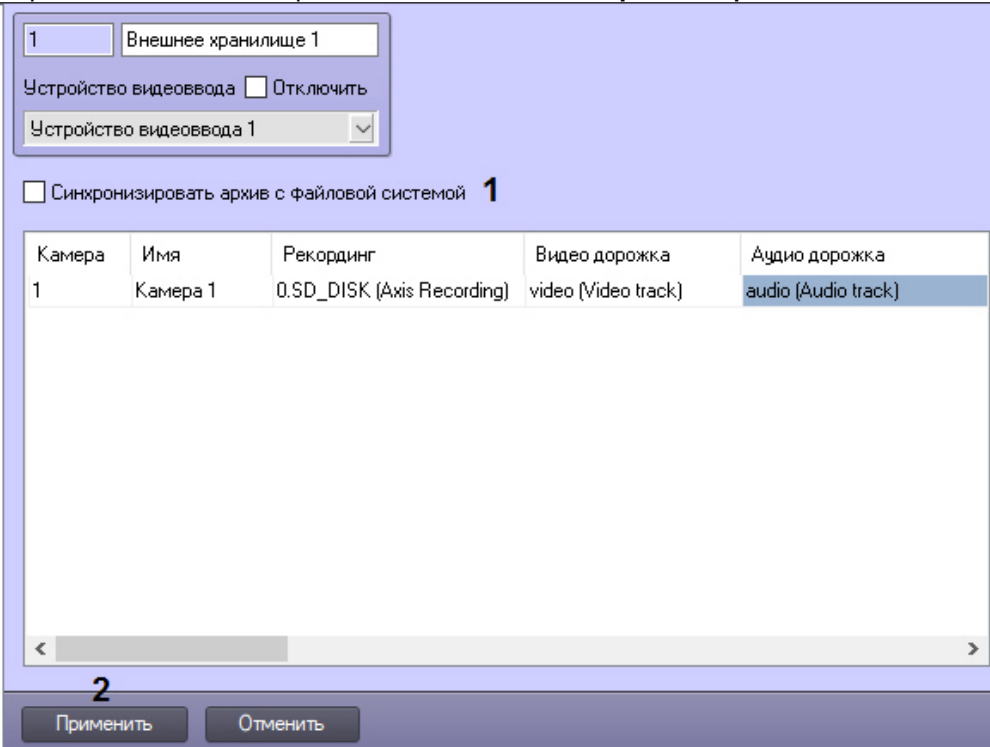 1 Внешнее хранилище 1
Устройство видеоввода Отключить
Устройство видеоввода 1
Синхронизировать архив с файловой системой 1
Камера Имя Рекординг Видео дорожка Аудио дорожка
1 Камера 1 0.SD_DISK (Axis Recording) video (Video track) audio (Audio track)
2
Применить Отменить